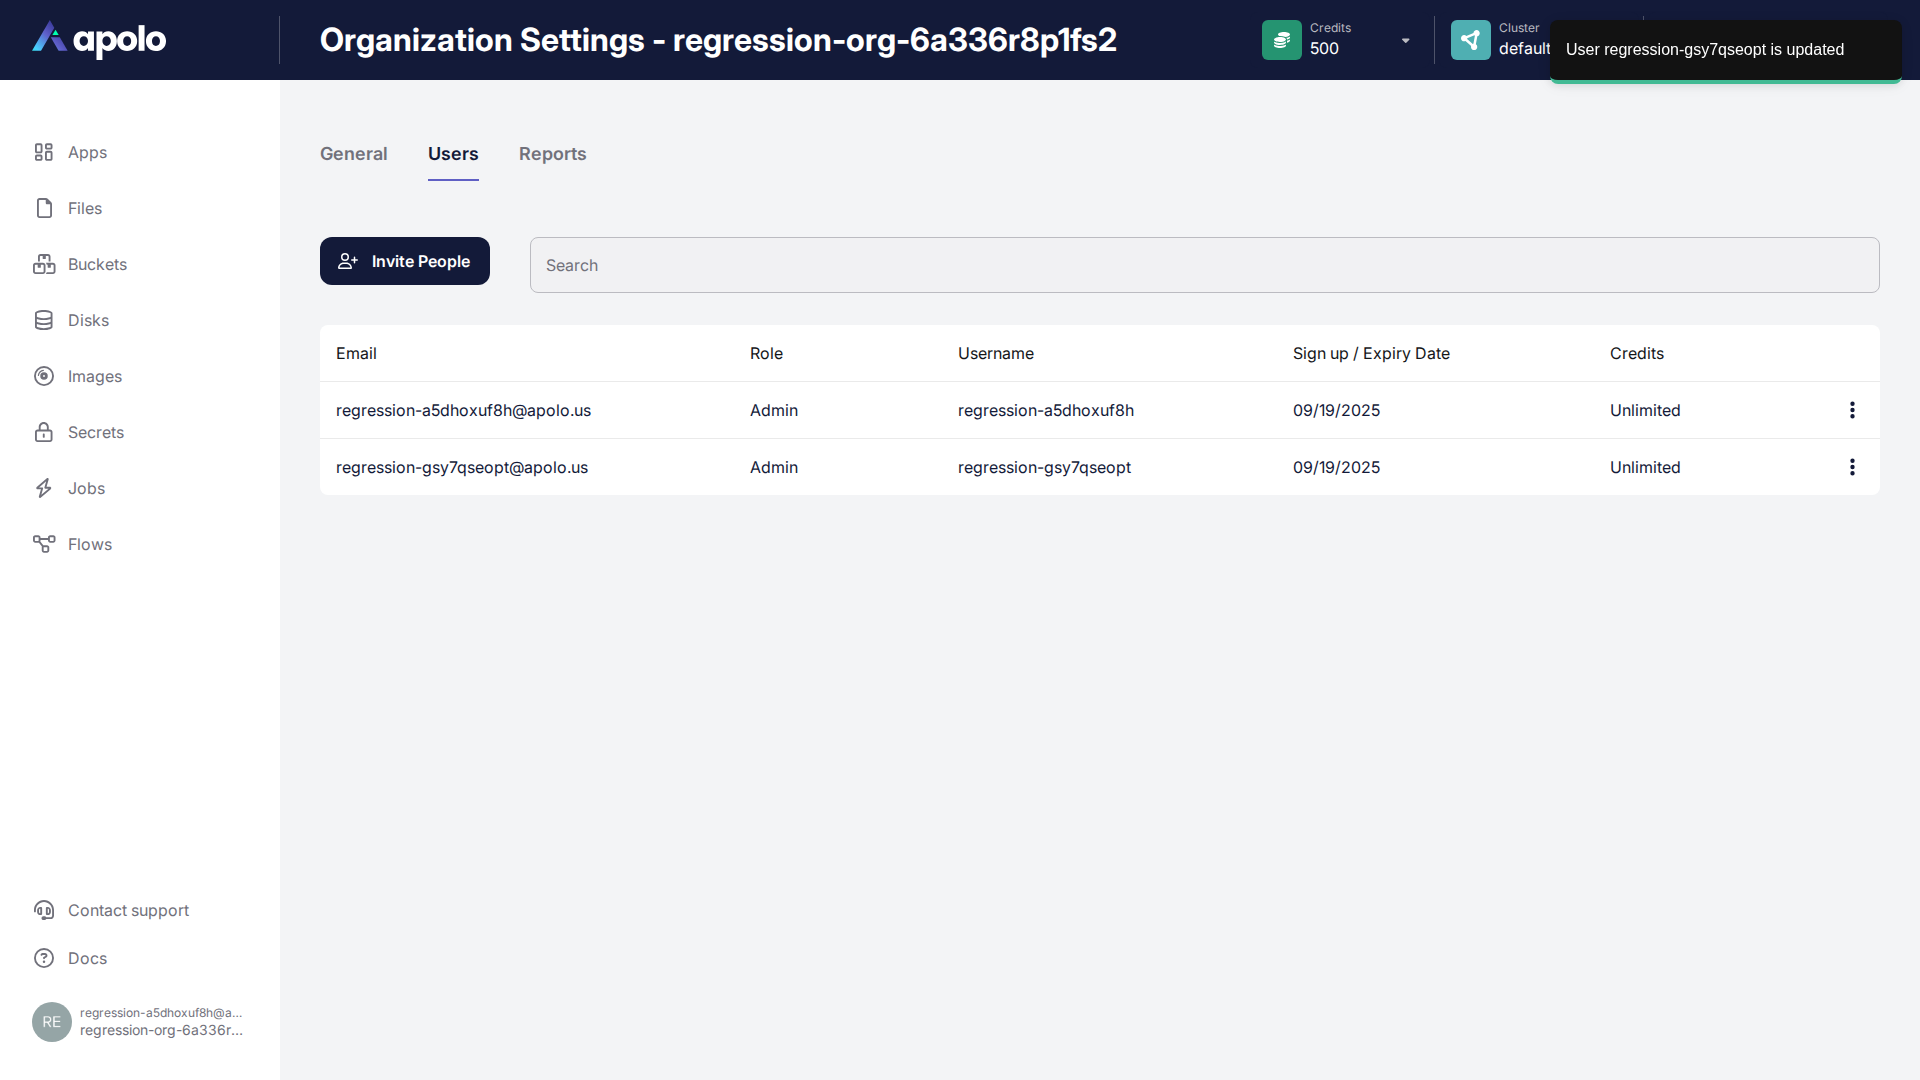 apolo
Organization Settings - regression-org-6a336r8p1fs2
Credits
500
Cluster
default
User regression-gsy7qseopt is updated
Apps
Files
Buckets
Disks
Images
Secrets
Jobs
Flows
Contact support
Docs
RE
regression-a5dhoxuf8h@a...
regression-org-6a336r...
General Users Reports
Invite People
Search
Email Role Username Sign up / Expiry Date Credits
regression-a5dhoxuf8h@apolo.us Admin regression-a5dhoxuf8h 09/19/2025 Unlimited
regression-gsy7qseopt@apolo.us Admin regression-gsy7qseopt 09/19/2025 Unlimited